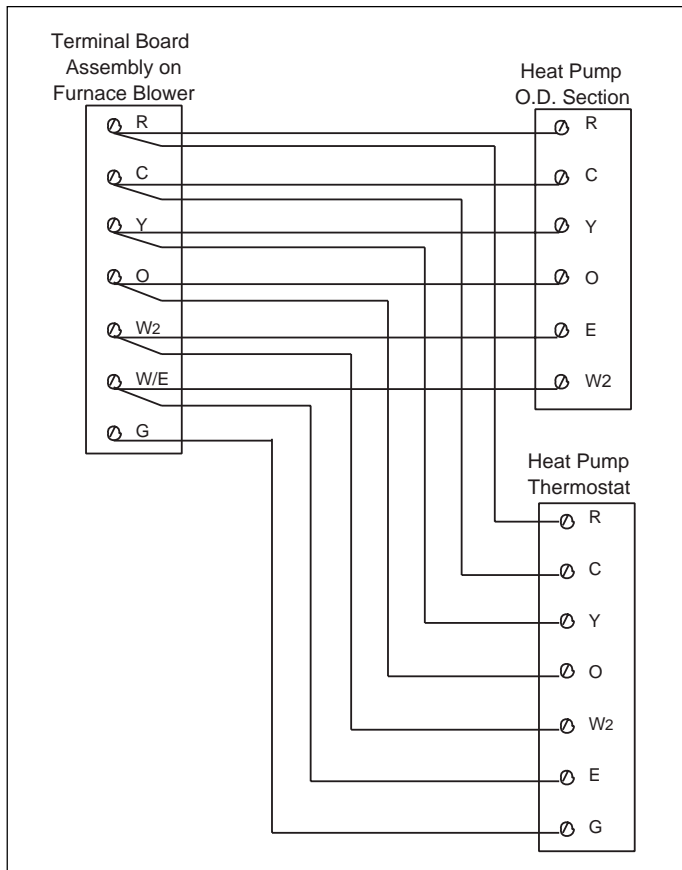 Terminal Board
Assembly on
Furnace Blower
R
C
Y
O
W2
W/E
G
Heat Pump
O.D. Section
R
C
Y
O
E
W2
Heat Pump
Thermostat
R
C
Y
O
W2
E
G